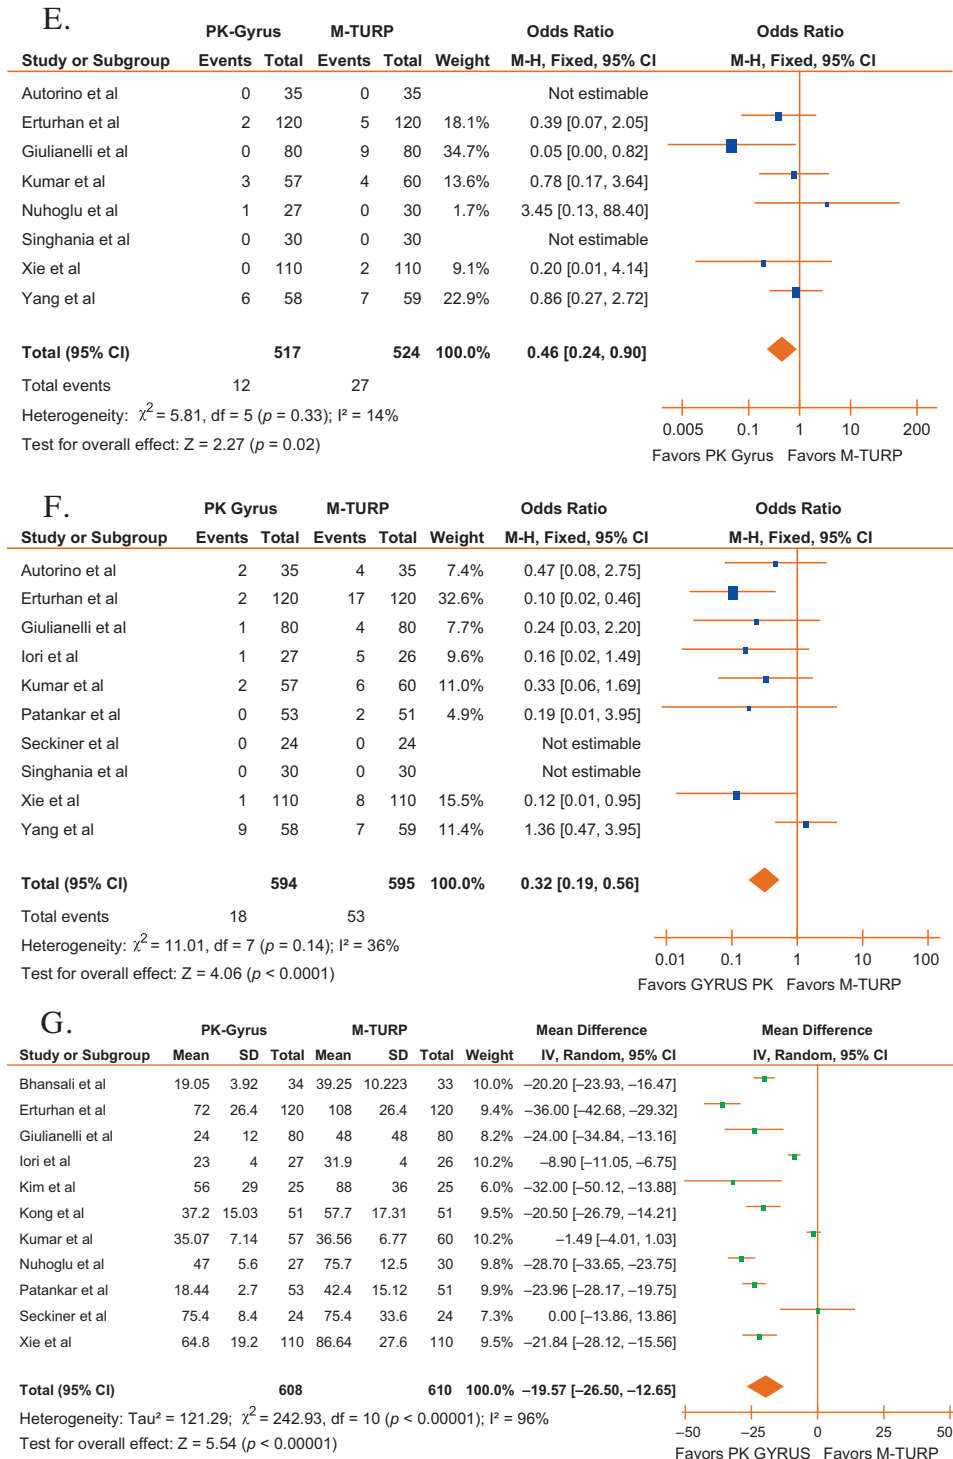 E.
PK-Gyrus M-TURP Odds Ratio Odds Ratio
Study or Subgroup Events Total Events Total Weight M-H, Fixed, 95% CI M-H, Fixed, 95% CI
Autorino et al 0 35 0 35 Not estimable
Erturhan et al 2 120 5 120 18.1% 0.39 [0.07, 2.05]
Giulianelli et al 0 80 9 80 34.7% 0.05 [0.00, 0.82]
Kumar et al 3 57 4 60 13.6% 0.78 [0.17, 3.64]
Nuhoglu et al 1 27 0 30 1.7% 3.45 [0.13, 88.40]
Singhania et al 0 30 0 30 Not estimable
Xie et al 0 110 2 110 9.1% 0.20 [0.01, 4.14]
Yang et al 6 58 7 59 22.9% 0.86 [0.27, 2.72]
Total (95% CI) 517 524 100.0% 0.46 [0.24, 0.90]
Total events 12 27
Heterogeneity: χ² = 5.81, df = 5 (p = 0.33); I² = 14%
Test for overall effect: Z = 2.27 (p = 0.02)
0.005 0.1 1 10 200
Favors PK Gyrus Favors M-TURP
F.
PK Gyrus M-TURP Odds Ratio Odds Ratio
Study or Subgroup Events Total Events Total Weight M-H, Fixed, 95% CI M-H, Fixed, 95% CI
Autorino et al 2 35 4 35 7.4% 0.47 [0.08, 2.75]
Erturhan et al 2 120 17 120 32.6% 0.10 [0.02, 0.46]
Giulianelli et al 1 80 4 80 7.7% 0.24 [0.03, 2.20]
Iori et al 1 27 5 26 9.6% 0.16 [0.02, 1.49]
Kumar et al 2 57 6 60 11.0% 0.33 [0.06, 1.69]
Patankar et al 0 53 2 51 4.9% 0.19 [0.01, 3.95]
Seckiner et al 0 24 0 24 Not estimable
Singhania et al 0 30 0 30 Not estimable
Xie et al 1 110 8 110 15.5% 0.12 [0.01, 0.95]
Yang et al 9 58 7 59 11.4% 1.36 [0.47, 3.95]
Total (95% CI) 594 595 100.0% 0.32 [0.19, 0.56]
Total events 18 53
Heterogeneity: χ² = 11.01, df = 7 (p = 0.14); I² = 36%
Test for overall effect: Z = 4.06 (p < 0.0001)
0.01 0.1 1 10 100
Favors GYRUS PK Favors M-TURP
G.
PK-Gyrus M-TURP Mean Difference Mean Difference
Study or Subgroup Mean SD Total Mean SD Total Weight IV, Random, 95% CI IV, Random, 95% CI
Bhansali et al 19.05 3.92 34 39.25 10.223 33 10.0% –20.20 [–23.93, –16.47]
Erturhan et al 72 26.4 120 108 26.4 120 9.4% –36.00 [–42.68, –29.32]
Giulianelli et al 24 12 80 48 48 80 8.2% –24.00 [–34.84, –13.16]
Iori et al 23 4 27 31.9 4 26 10.2% –8.90 [–11.05, –6.75]
Kim et al 56 29 25 88 36 25 6.0% –32.00 [–50.12, –13.88]
Kong et al 37.2 15.03 51 57.7 17.31 51 9.5% –20.50 [–26.79, –14.21]
Kumar et al 35.07 7.14 57 36.56 6.77 60 10.2% –1.49 [–4.01, 1.03]
Nuhoglu et al 47 5.6 27 75.7 12.5 30 9.8% –28.70 [–33.65, –23.75]
Patankar et al 18.44 2.7 53 42.4 15.12 51 9.9% –23.96 [–28.17, –19.75]
Seckiner et al 75.4 8.4 24 75.4 33.6 24 7.3% 0.00 [–13.86, 13.86]
Xie et al 64.8 19.2 110 86.64 27.6 110 9.5% –21.84 [–28.12, –15.56]
Total (95% CI) 608 610 100.0% –19.57 [–26.50, –12.65]
Heterogeneity: Tau² = 121.29; χ² = 242.93, df = 10 (p < 0.00001); I² = 96%
Test for overall effect: Z = 5.54 (p < 0.00001)
–50 –25 0 25 50
Favors PK GYRUS Favors M-TURP